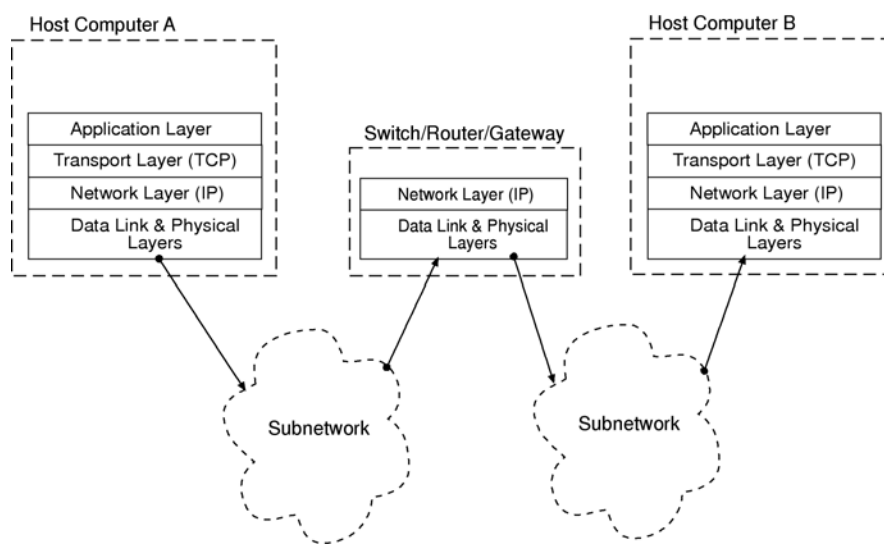 Host Computer A
Application Layer
Transport Layer (TCP)
Network Layer (IP)
Data Link & Physical
Layers
Switch/Router/Gateway
Network Layer (IP)
Data Link & Physical
Layers
Host Computer B
Application Layer
Transport Layer (TCP)
Network Layer (IP)
Data Link & Physical
Layers
Subnetwork
Subnetwork